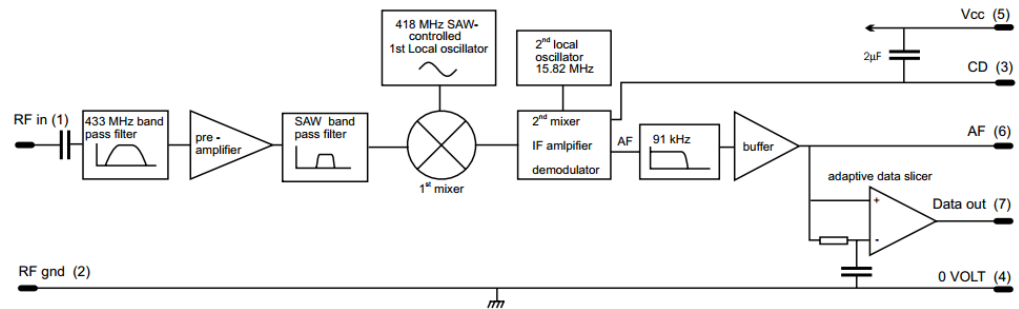 418 MHz SAW-
controlled
1st Local oscillator
2nd local
oscillator
15.82 MHz
Vcc (5)
2μF
CD (3)
RF in (1)
433 MHz band
pass filter
pre -
amplifier
SAW band
pass filter
1st mixer
2nd mixer
IF amlpifier
demodulator
AF
91 kHz
buffer
AF (6)
adaptive data slicer
+
-
Data out (7)
RF gnd (2)
0 VOLT (4)